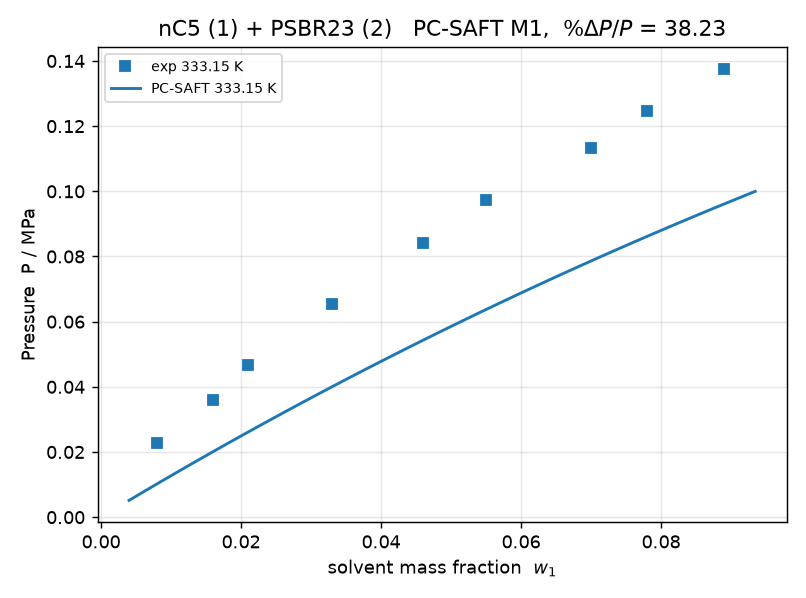 nC5 (1) + PSBR23 (2)   PC-SAFT M1,  %ΔP/P = 38.23
exp 333.15 K
PC-SAFT 333.15 K
Pressure  P / MPa
0.14
0.12
0.10
0.08
0.06
0.04
0.02
0.00
0.00 0.02 0.04 0.06 0.08
solvent mass fraction  w₁